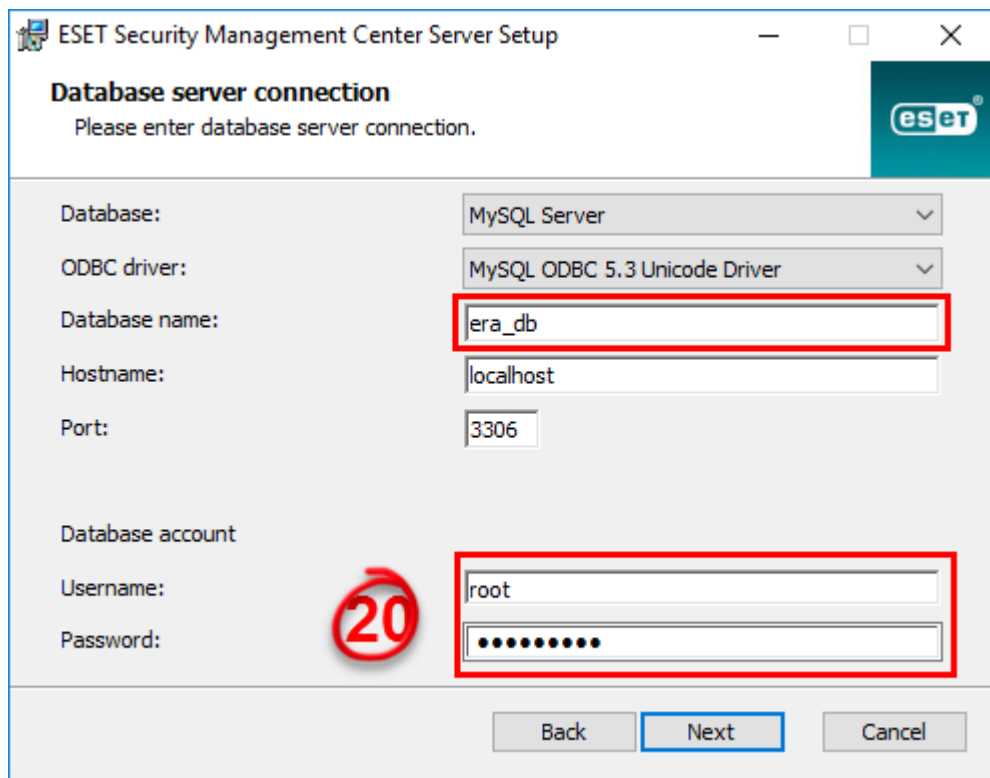 ESET Security Management Center Server Setup
Database server connection
Please enter database server connection.
eseT®
Database: MySQL Server
ODBC driver: MySQL ODBC 5.3 Unicode Driver
Database name: era_db
Hostname: localhost
Port: 3306
Database account
Username: root
20
Password: •••••••••
Back Next Cancel